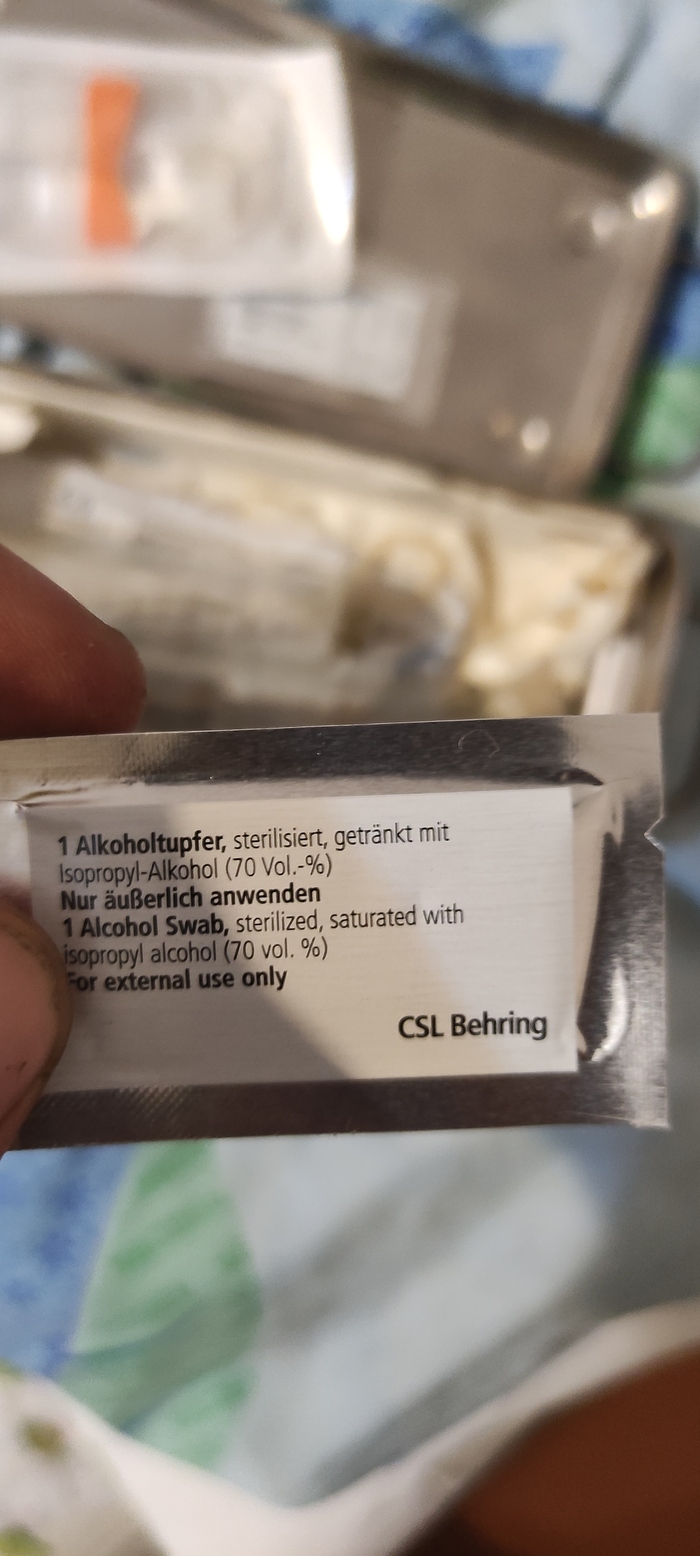 1 Alkoholtupfer, sterilisiert, getränkt mit
Isopropyl-Alkohol (70 Vol.-%)
Nur äußerlich anwenden
1 Alcohol Swab, sterilized, saturated with
isopropyl alcohol (70 vol. %)
For external use only
CSL Behring